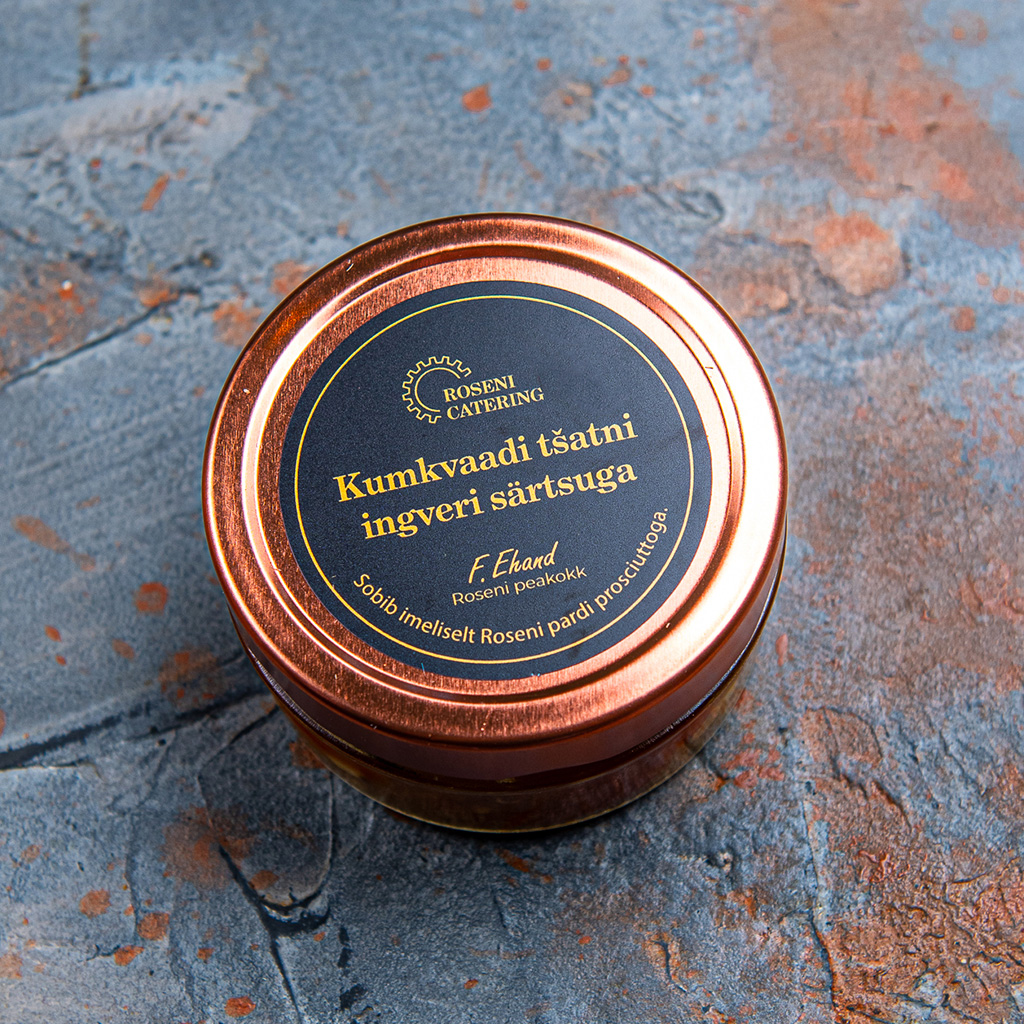 ROSENI
CATERING
Kumkvaadi tšatni
ingveri särtsuga
F. Ehand
Roseni peakokk
Sobib imeliselt Roseni pardi prosciuttoga.